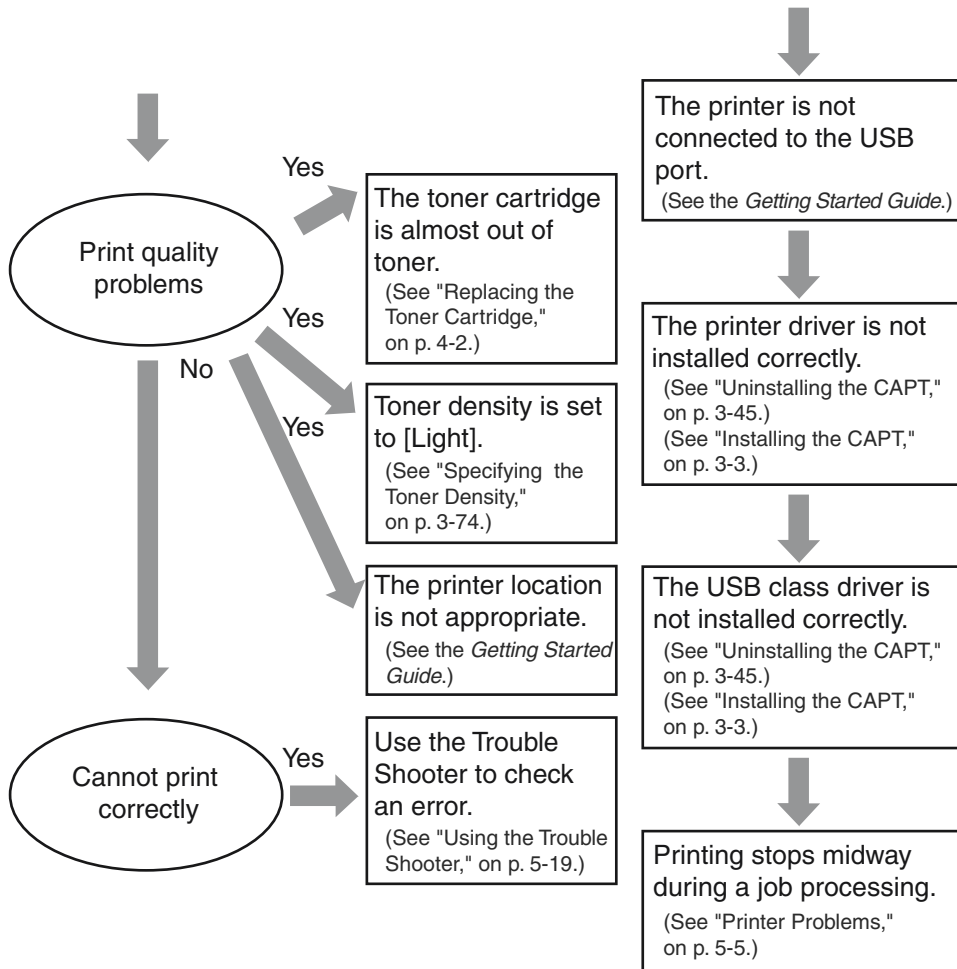 Print quality
problems
Yes
The toner cartridge
is almost out of
toner.
(See "Replacing the
Toner Cartridge,"
on p. 4-2.)
Yes
Toner density is set
to [Light].
(See "Specifying the
Toner Density,"
on p. 3-74.)
Yes
The printer location
is not appropriate.
(See the Getting Started
Guide.)
No
Cannot print
correctly
Yes
Use the Trouble
Shooter to check
an error.
(See "Using the Trouble
Shooter," on p. 5-19.)
The printer is not
connected to the USB
port.
(See the Getting Started Guide.)
The printer driver is not
installed correctly.
(See "Uninstalling the CAPT,"
on p. 3-45.)
(See "Installing the CAPT,"
on p. 3-3.)
The USB class driver is
not installed correctly.
(See "Uninstalling the CAPT,"
on p. 3-45.)
(See "Installing the CAPT,"
on p. 3-3.)
Printing stops midway
during a job processing.
(See "Printer Problems,"
on p. 5-5.)